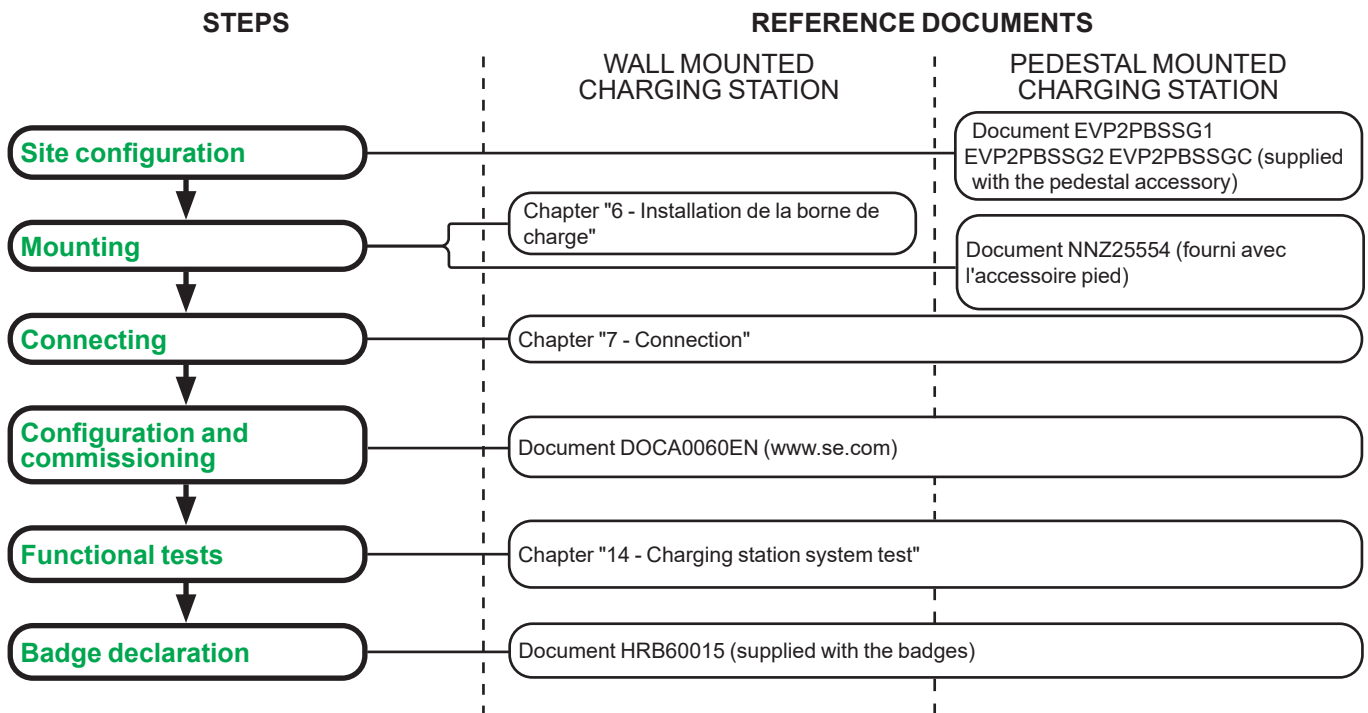 STEPS
REFERENCE DOCUMENTS
WALL MOUNTED
CHARGING STATION
PEDESTAL MOUNTED
CHARGING STATION
Site configuration
Document EVP2PBSSG1
EVP2PBSSG2 EVP2PBSSGC (supplied
with the pedestal accessory)
Mounting
Chapter "6 - Installation de la borne de
charge"
Document NNZ25554 (fourni avec
l'accessoire pied)
Connecting
Chapter "7 - Connection"
Configuration and
commissioning
Document DOCA0060EN (www.se.com)
Functional tests
Chapter "14 - Charging station system test"
Badge declaration
Document HRB60015 (supplied with the badges)